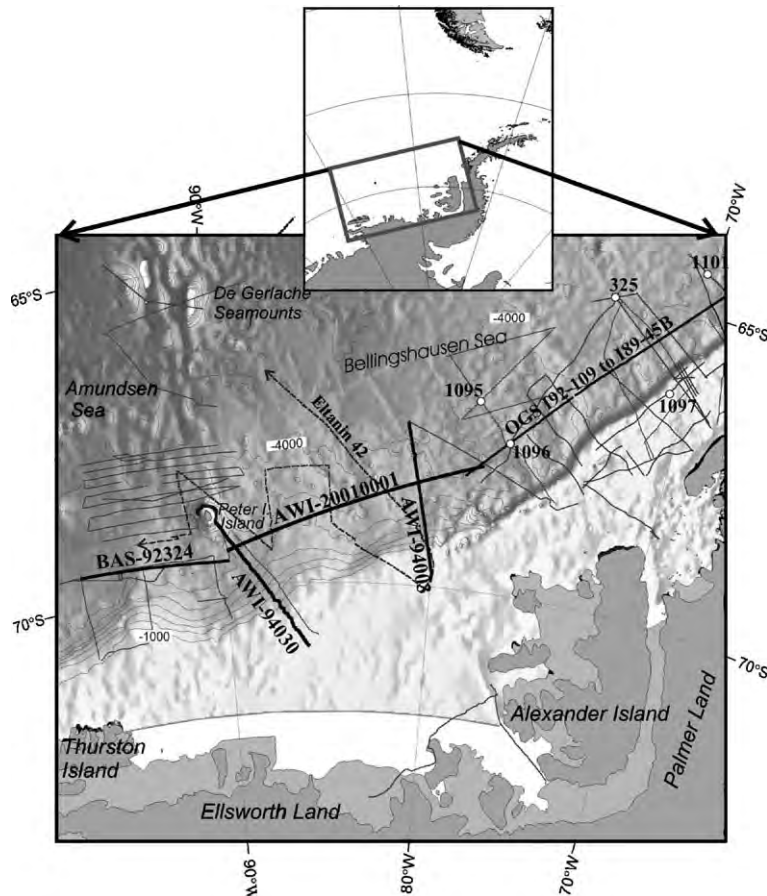 90°W
70°W
65°S
De Gerlache
Seamounts
Amundsen
Sea
Bellingshausen Sea
-4000
325
1101
65°S
1095
1096
1097
OGS 192-109 to 189-45B
Eltanin 42
-4000
Peter I.
Island
AWI-20010001
AWI-94003
BAS-92324
AWI-94030
-1000
70°S
70°S
Thurston
Island
Ellsworth Land
Alexander Island
Palmer Land
90°W
80°W
70°W